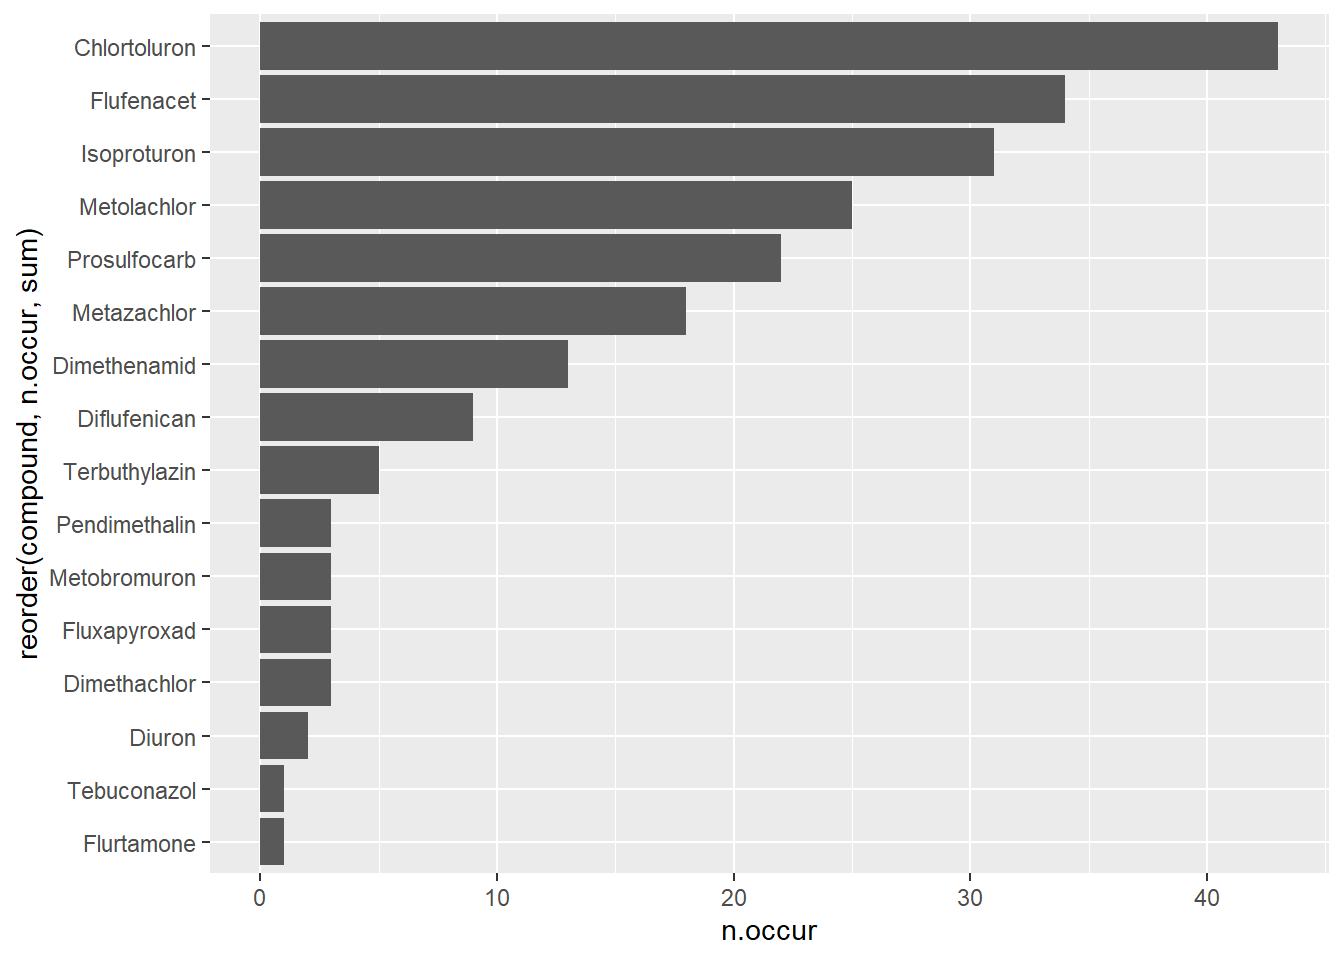 reorder(compound, n.occur, sum)
Chlortoluron
Flufenacet
Isoproturon
Metolachlor
Prosulfocarb
Metazachlor
Dimethenamid
Diflufenican
Terbuthylazin
Pendimethalin
Metobromuron
Fluxapyroxad
Dimethachlor
Diuron
Tebuconazol
Flurtamone
0 10 20 30 40
n.occur